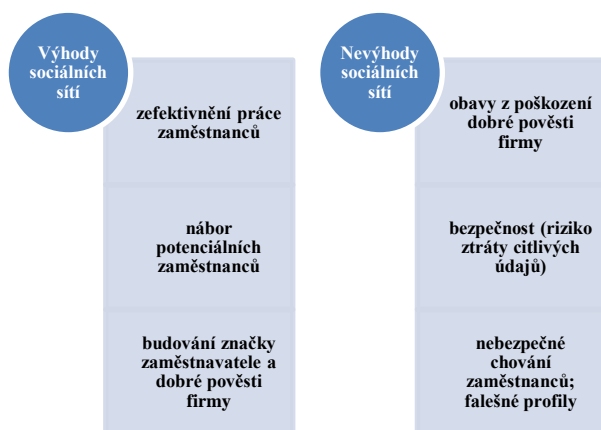 Výhody
sociálních
sítí
zefektivnění práce
zaměstnanců
nábor
potenciálních
zaměstnanců
budování značky
zaměstnavatele a
dobré pověsti
firmy
Nevýhody
sociálních
sítí
obavy z poškození
dobré pověsti
firmy
bezpečnost (riziko
ztráty citlivých
údajů)
nebezpečné
chování
zaměstnanců;
falešné profily